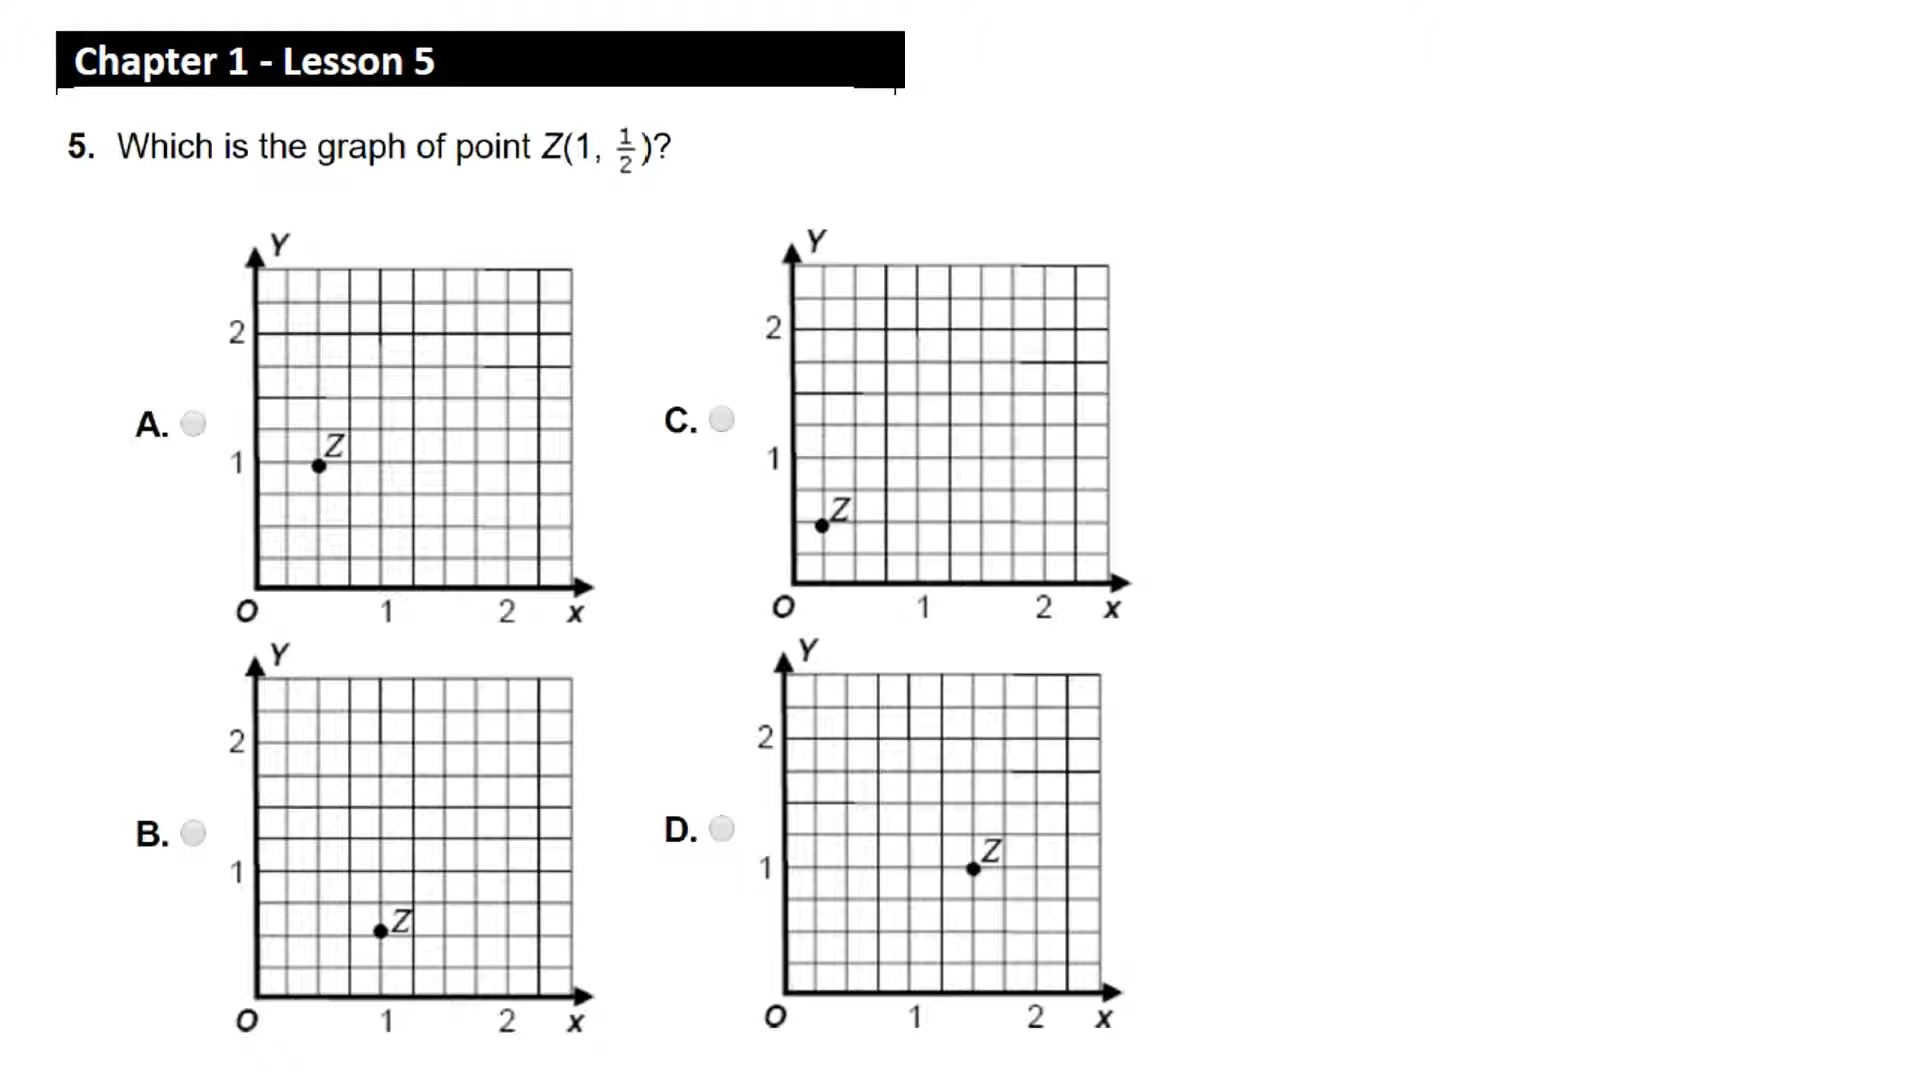 Chapter 1 - Lesson 5
5. Which is the graph of point Z(1, 1/2)?
Y
2
A.
Z
1
O 1 2 x
Y
2
C.
1
Z
O 1 2 x
Y
2
B.
1
Z
O 1 2 x
Y
2
D.
Z
1
O 1 2 x